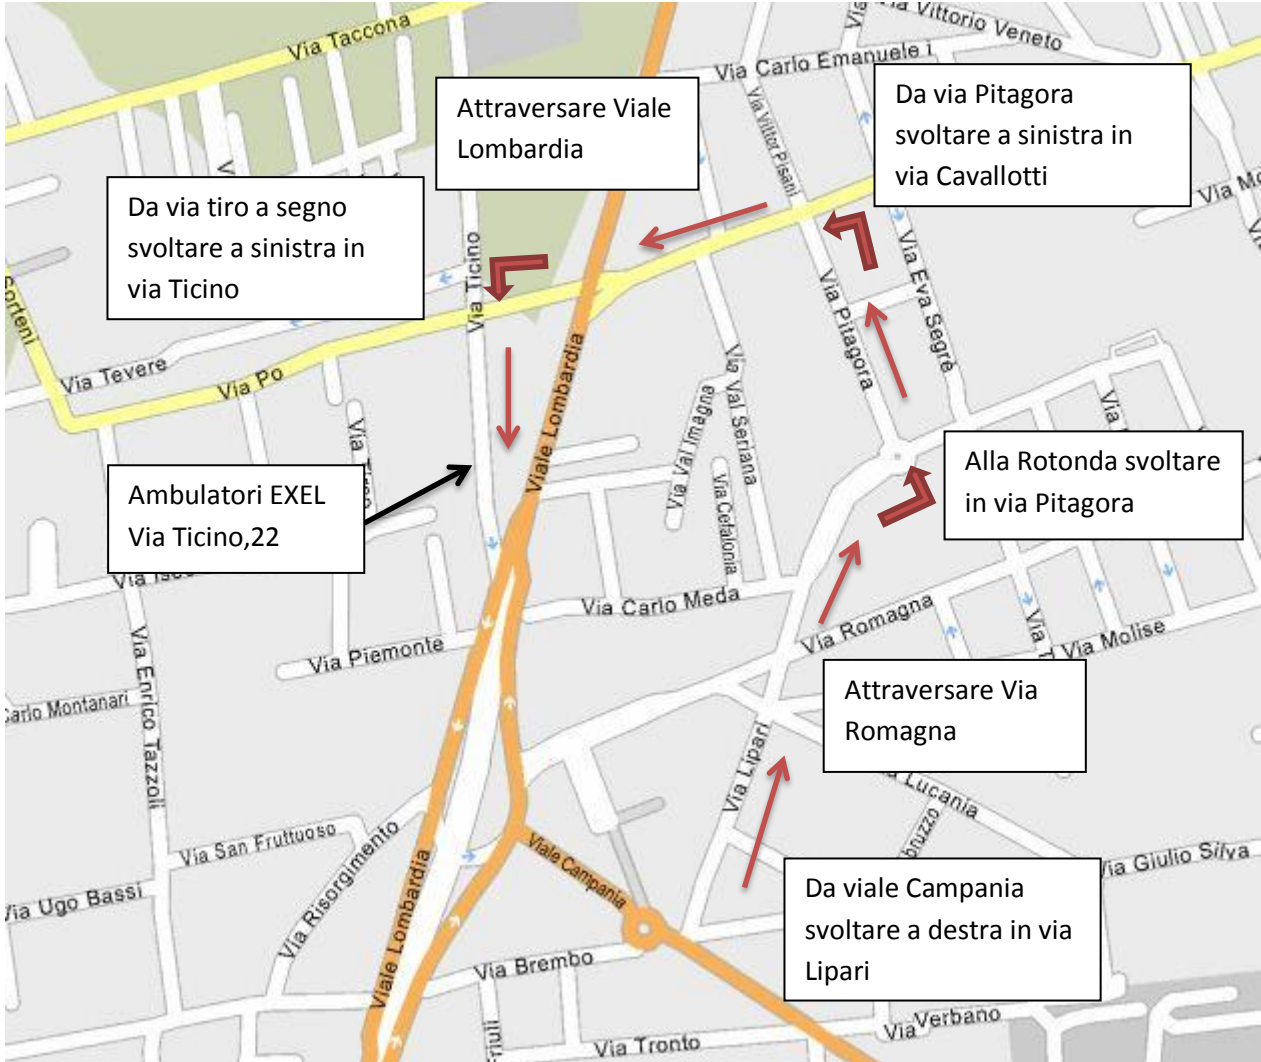 Via Taccona
Via Vittorio Veneto
Via Carlo Emanuele i
Attraversare Viale
Lombardia
Da via Pitagora
svoltare a sinistra in
via Cavallotti
Via Vittor Pisani
Da via tiro a segno
svoltare a sinistra in
via Ticino
Via Ticino
Via Eva Segrè
Via Pitagora
Via Tevere
Via Po
Viale Lombardia
Via Val Seriana
Via Val Imagna
Via Cefalonia
Alla Rotonda svoltare
in via Pitagora
Ambulatori EXEL
Via Ticino,22
Via Carlo Meda
Via Romagna
Via Molise
Via Piemonte
Via Enrico Tazzoli
Carlo Montanari
Attraversare Via
Romagna
Via Lipari
Lucania
Via San Fruttuoso
Via Risorgimento
Viale Lombardia
Viale Campania
Via Giulio Silva
Via Ugo Bassi
Da viale Campania
svoltare a destra in via
Lipari
Via Brembo
Via Verbano
Via Tronto